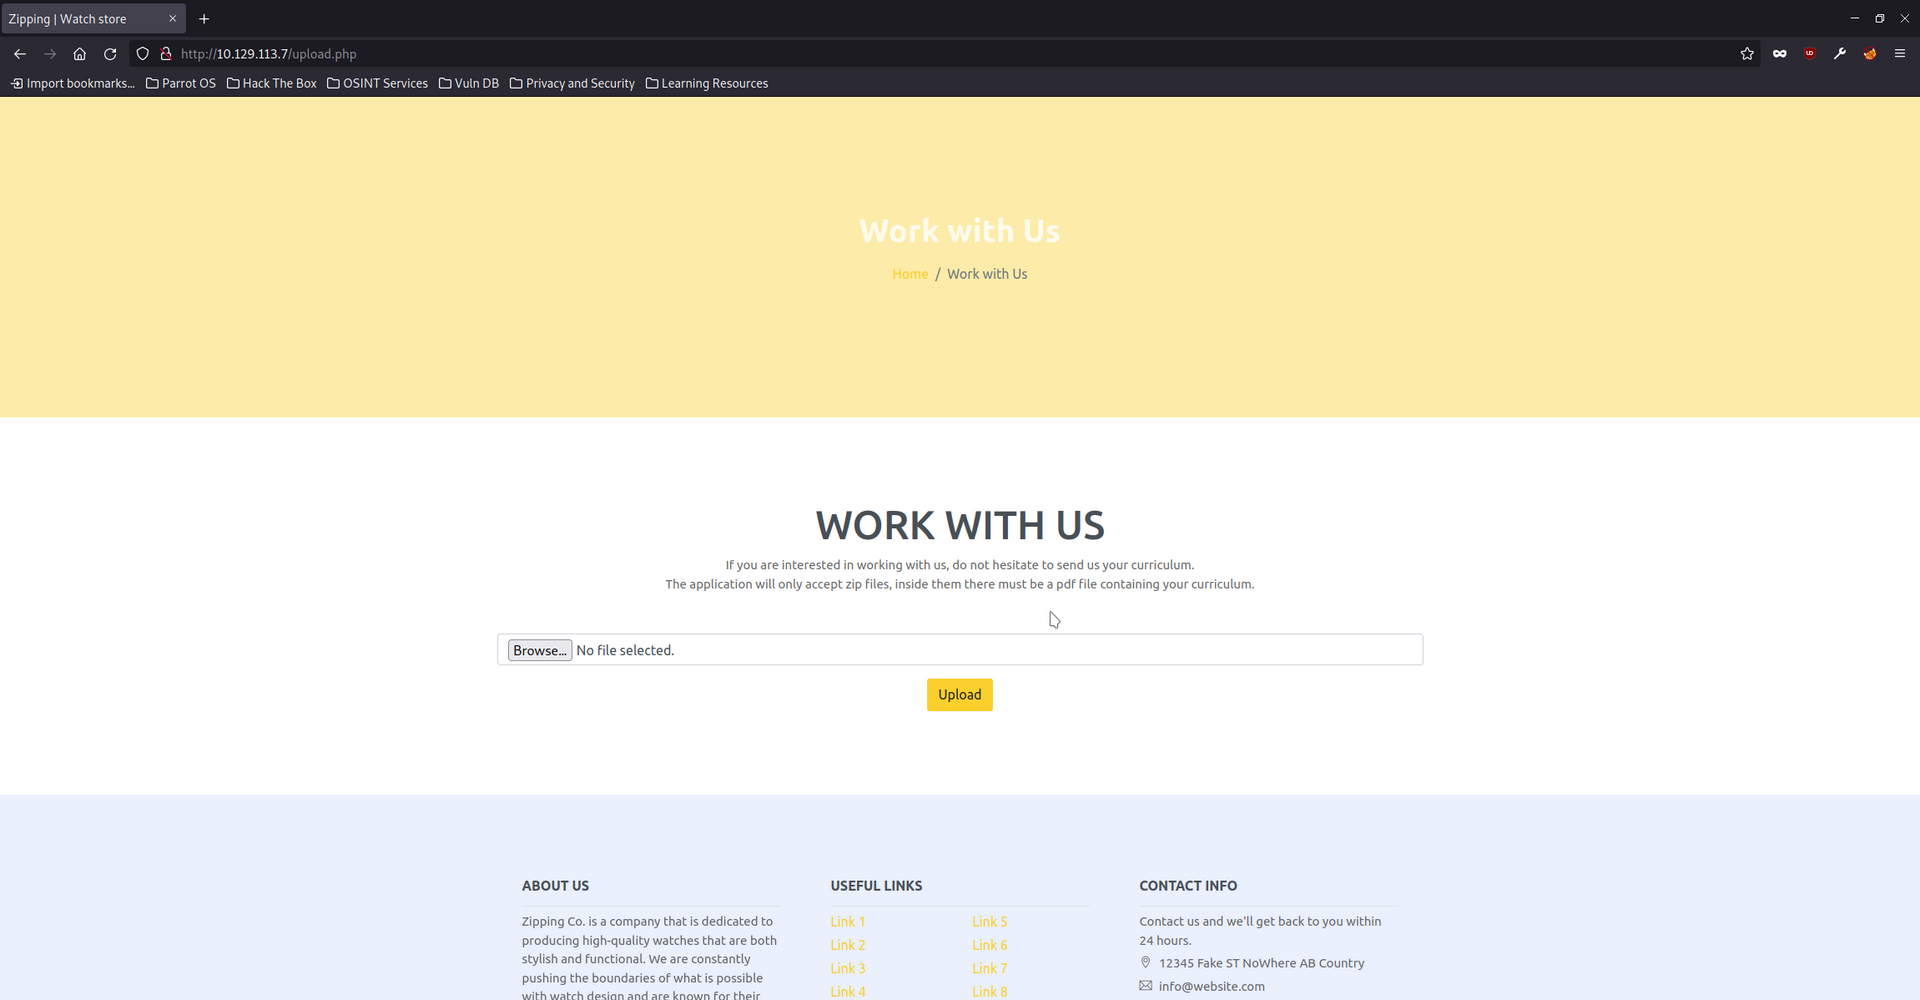 Zipping | Watch store
http://10.129.113.7/upload.php
Import bookmarks... Parrot OS Hack The Box OSINT Services Vuln DB Privacy and Security Learning Resources
Work with Us
Home / Work with Us
WORK WITH US
If you are interested in working with us, do not hesitate to send us your curriculum.
The application will only accept zip files, inside them there must be a pdf file containing your curriculum.
Browse... No file selected.
Upload
ABOUT US
Zipping Co. is a company that is dedicated to
producing high-quality watches that are both
stylish and functional. We are constantly
pushing the boundaries of what is possible
with watch design and are known for their
USEFUL LINKS
Link 1
Link 2
Link 3
Link 4
Link 5
Link 6
Link 7
Link 8
CONTACT INFO
Contact us and we'll get back to you within
24 hours.
12345 Fake ST NoWhere AB Country
info@website.com